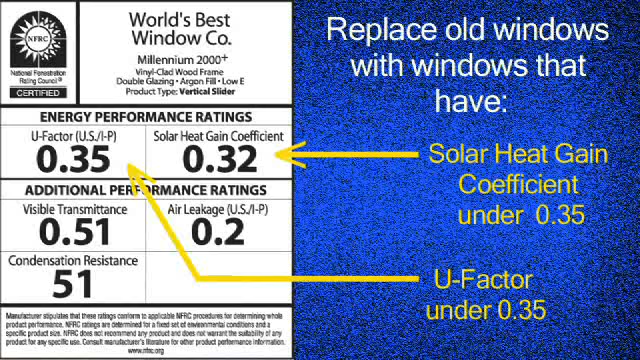 NFRC
National Fenestration
Rating Council®
CERTIFIED
World's Best
Window Co.
Millennium 2000+
Vinyl-Clad Wood Frame
Double Glazing • Argon Fill • Low E
Product Type: Vertical Slider
ENERGY PERFORMANCE RATINGS
U-Factor (U.S./I-P)
0.35
Solar Heat Gain Coefficient
0.32
ADDITIONAL PERFORMANCE RATINGS
Visible Transmittance
0.51
Air Leakage (U.S./I-P)
0.2
Condensation Resistance
51
Manufacturer stipulates that these ratings conform to applicable NFRC procedures for determining whole
product performance. NFRC ratings are determined for a fixed set of environmental conditions and a
specific product size. NFRC does not recommend any product and does not warrant the suitability of any
product for any specific use. Consult manufacturer's literature for other product performance information.
www.nfrc.org
Replace old windows
with windows that
have:
Solar Heat Gain
Coefficient
under 0.35
U-Factor
under 0.35